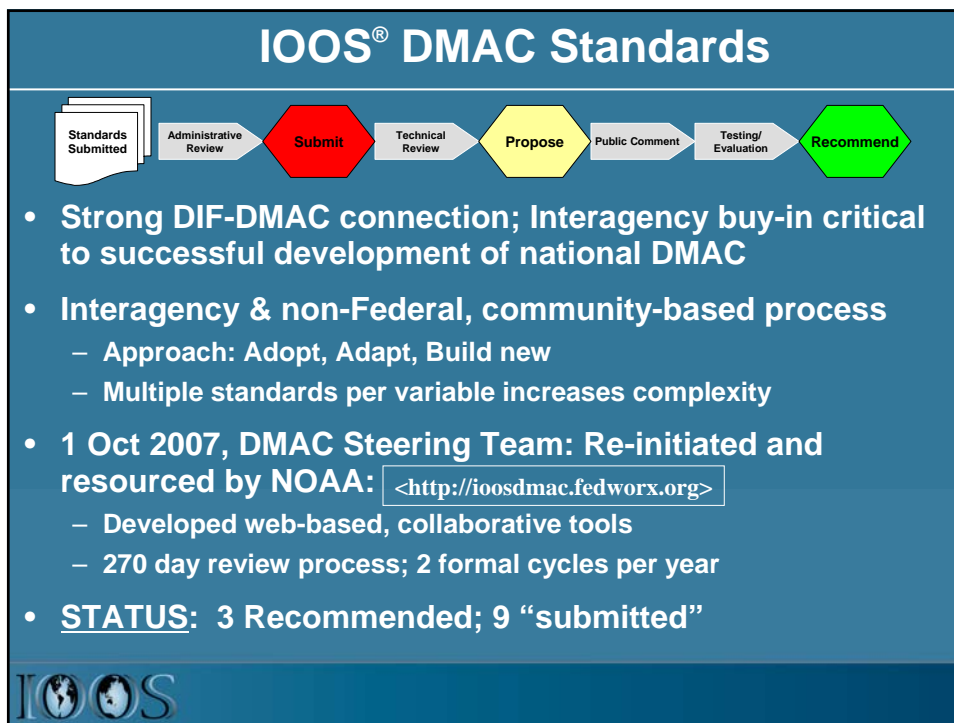 IOOS® DMAC Standards
Standards
Submitted
Administrative
Review
Submit
Technical
Review
Propose
Public Comment
Testing/
Evaluation
Recommend
• Strong DIF-DMAC connection; Interagency buy-in critical
to successful development of national DMAC
• Interagency & non-Federal, community-based process
– Approach: Adopt, Adapt, Build new
– Multiple standards per variable increases complexity
• 1 Oct 2007, DMAC Steering Team: Re-initiated and
resourced by NOAA: <http://ioosdmac.fedworx.org>
– Developed web-based, collaborative tools
– 270 day review process; 2 formal cycles per year
• STATUS: 3 Recommended; 9 “submitted”
IOOS